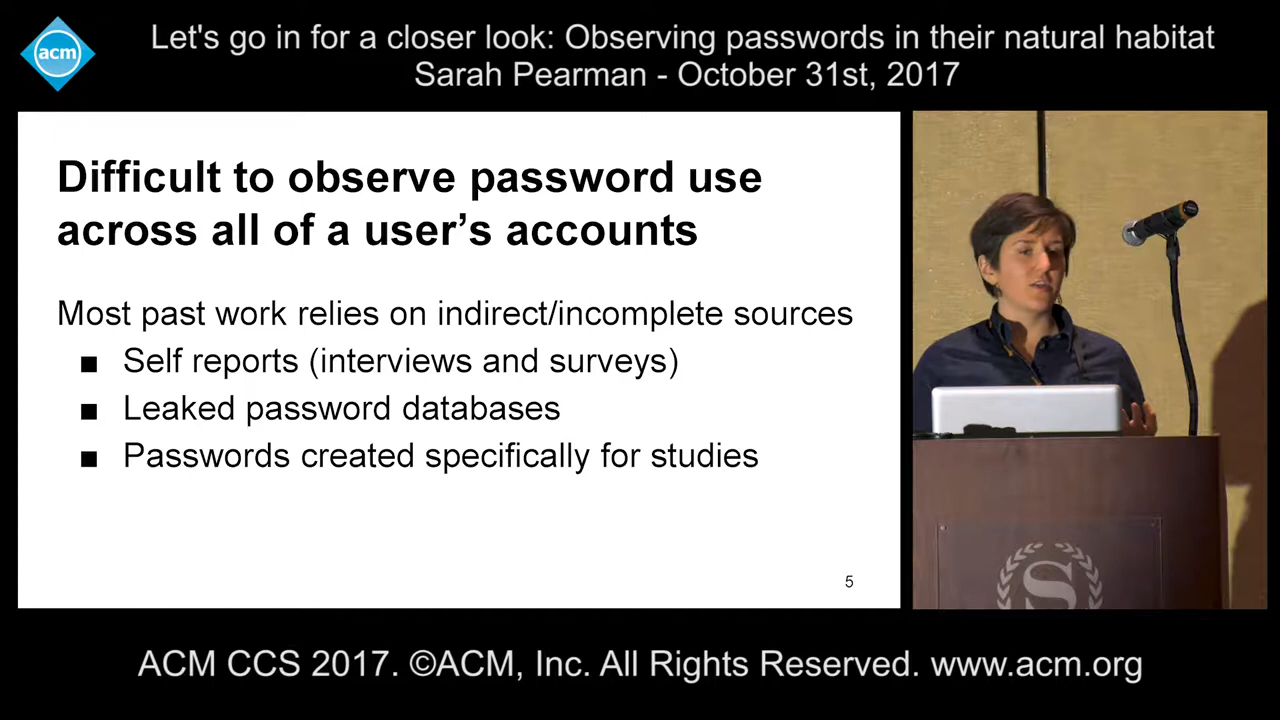 acm
Let's go in for a closer look: Observing passwords in their natural habitat
Sarah Pearman - October 31st, 2017
Difficult to observe password use
across all of a user’s accounts
Most past work relies on indirect/incomplete sources
■ Self reports (interviews and surveys)
■ Leaked password databases
■ Passwords created specifically for studies
5
S
ACM CCS 2017. ©ACM, Inc. All Rights Reserved. www.acm.org